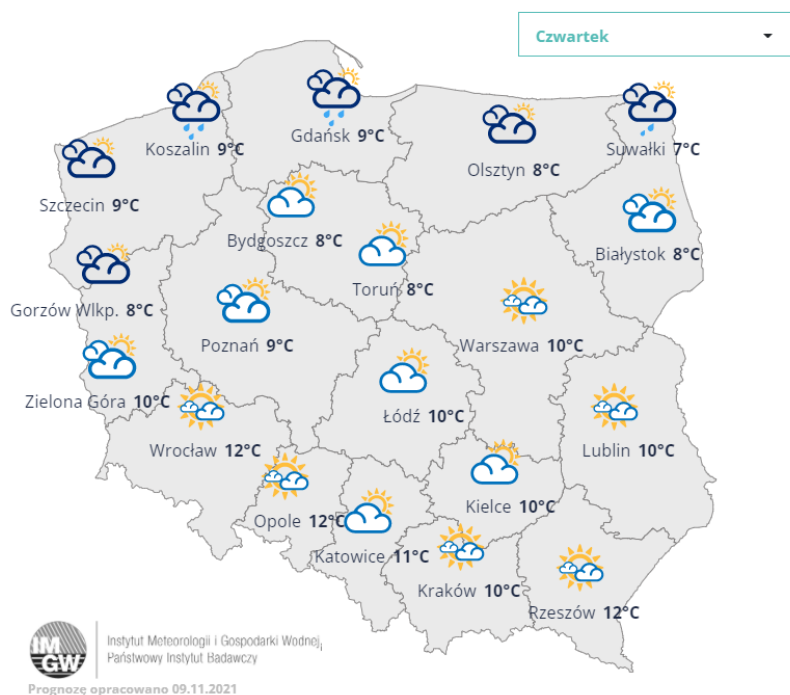 Czwartek
Koszalin 9°C
Gdańsk 9°C
Suwałki 7°C
Olsztyn 8°C
Szczecin 9°C
Bydgoszcz 8°C
Białystok 8°C
Toruń 8°C
Gorzów Wlkp. 8°C
Poznań 9°C
Warszawa 10°C
Zielona Góra 10°C
Łódź 10°C
Wrocław 12°C
Lublin 10°C
Kielce 10°C
Opole 12°C
Katowice 11°C
Kraków 10°C
Rzeszów 12°C
IM
GW
Instytut Meteorologii i Gospodarki Wodnej,
Państwowy Instytut Badawczy
Prognozę opracowano 09.11.2021